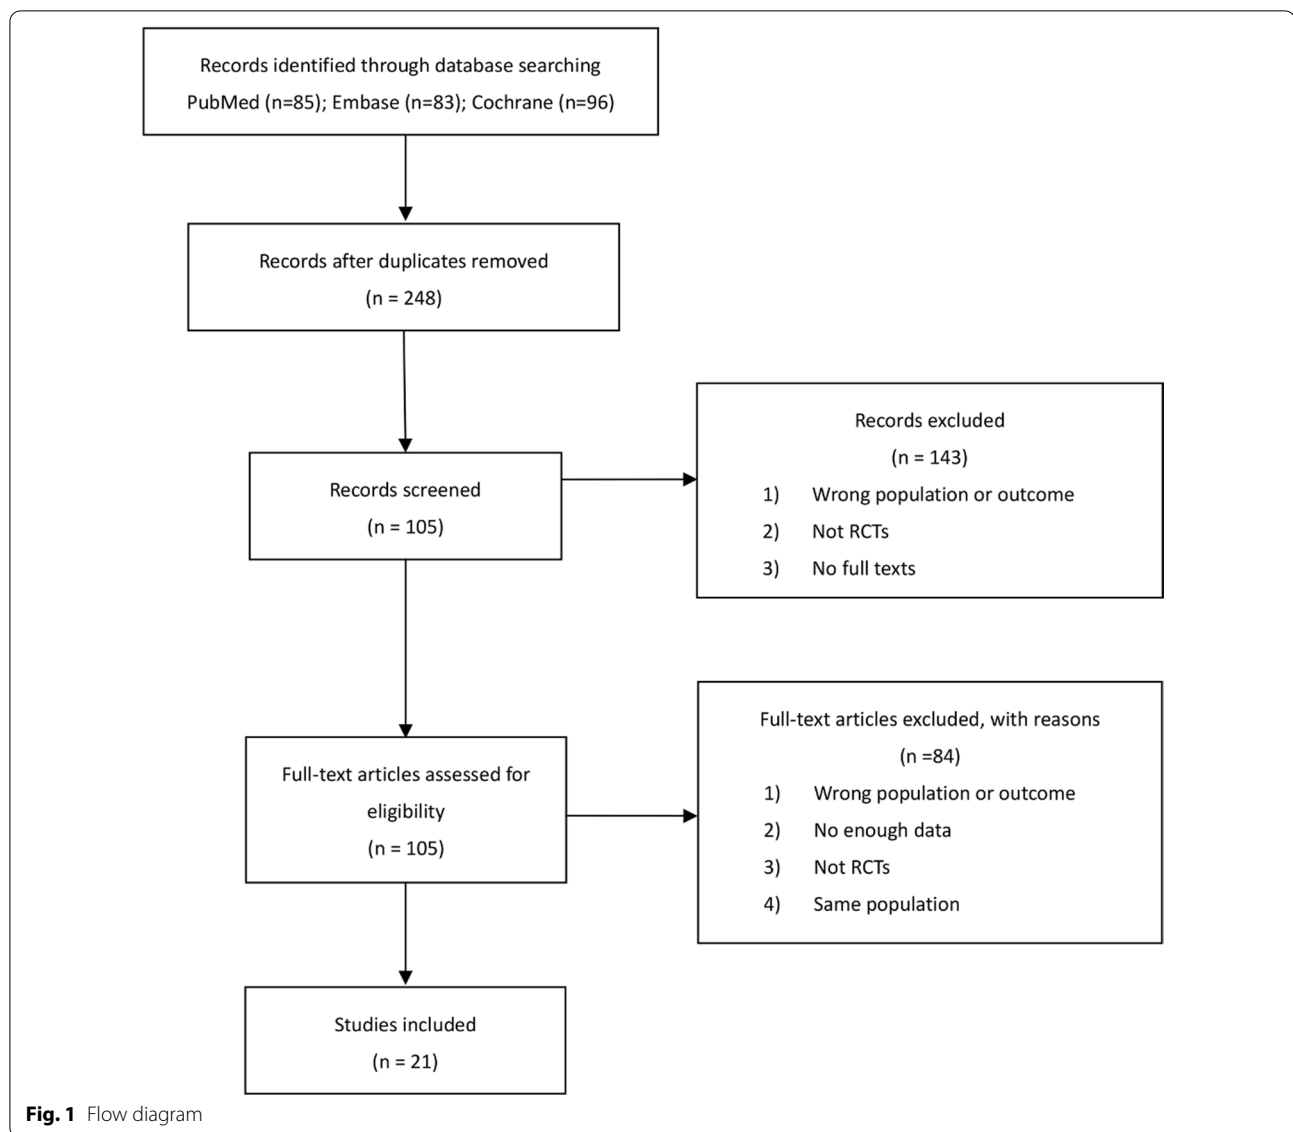 Records identified through database searching
PubMed (n=85); Embase (n=83); Cochrane (n=96)
Records after duplicates removed
(n = 248)
Records screened
(n = 105)
Records excluded
(n = 143)
1) Wrong population or outcome
2) Not RCTs
3) No full texts
Full-text articles assessed for
eligibility
(n = 105)
Full-text articles excluded, with reasons
(n =84)
1) Wrong population or outcome
2) No enough data
3) Not RCTs
4) Same population
Studies included
(n = 21)
Fig. 1 Flow diagram